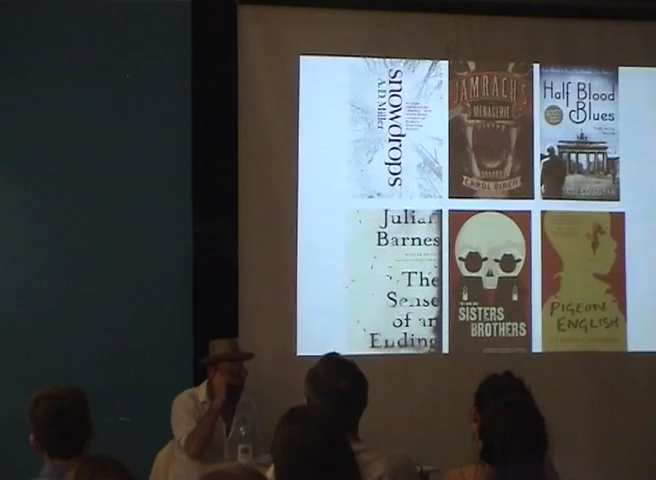 snowdrops
A.D. Miller
JAMRACH'S
MENAGERIE
CAROL BIRCH
Half Blood
Blues
Julian
Barnes
The
Sense
of an
Ending
THE
SISTERS
BROTHERS
PIGEON
ENGLISH